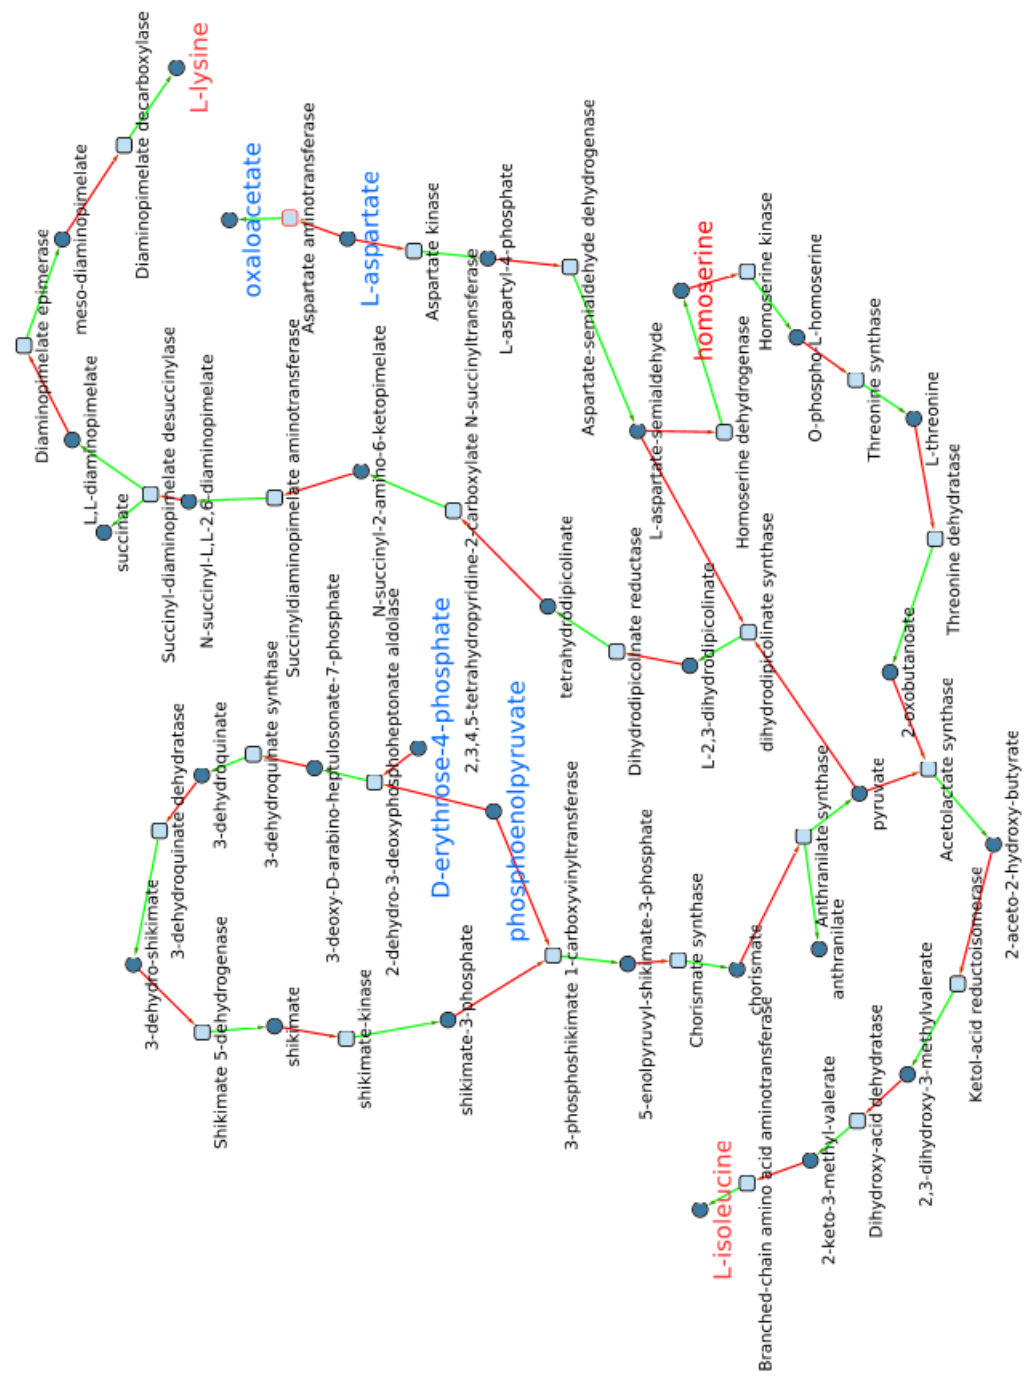 L-lysine
Diaminopimelate decarboxylase
meso-diaminopimelate
Diaminopimelate epimerase
L,L-diaminopimelate
succinate
Succinyl-diaminopimelate desuccinylase
N-succinyl-L,L-2,6-diaminopimelate
Succinyldiaminopimelate aminotransferase
N-succinyl-2-amino-6-ketopimelate
2,3,4,5-tetrahydropyridine-2-carboxylate N-succinyltransferase
tetrahydrodipicolinate
Dihydrodipicolinate reductase
L-2,3-dihydrodipicolinate
dihydrodipicolinate synthase
oxaloacetate
Aspartate aminotransferase
L-aspartate
Aspartate kinase
L-aspartyl-4-phosphate
Aspartate-semialdehyde dehydrogenase
L-aspartate-semialdehyde
homoserine
Homoserine dehydrogenase
Homoserine kinase
O-phospho-L-homoserine
Threonine synthase
L-threonine
Threonine dehydratase
2-oxobutanoate
Acetolactate synthase
pyruvate
2-aceto-2-hydroxy-butyrate
Ketol-acid reductoisomerase
2,3-dihydroxy-3-methylvalerate
Dihydroxy-acid dehydratase
2-keto-3-methyl-valerate
Branched-chain amino acid aminotransferase
L-isoleucine
Anthranilate synthase
anthranilate
chorismate
Chorismate synthase
5-enolpyruvyl-shikimate-3-phosphate
3-phosphoshikimate 1-carboxyvinyltransferase
phosphoenolpyruvate
D-erythrose-4-phosphate
2-dehydro-3-deoxyphosphoheptonate aldolase
3-deoxy-D-arabino-heptulosonate-7-phosphate
3-dehydroquinate synthase
3-dehydroquinate
3-dehydroquinate dehydratase
3-dehydro-shikimate
Shikimate 5-dehydrogenase
shikimate
shikimate-kinase
shikimate-3-phosphate